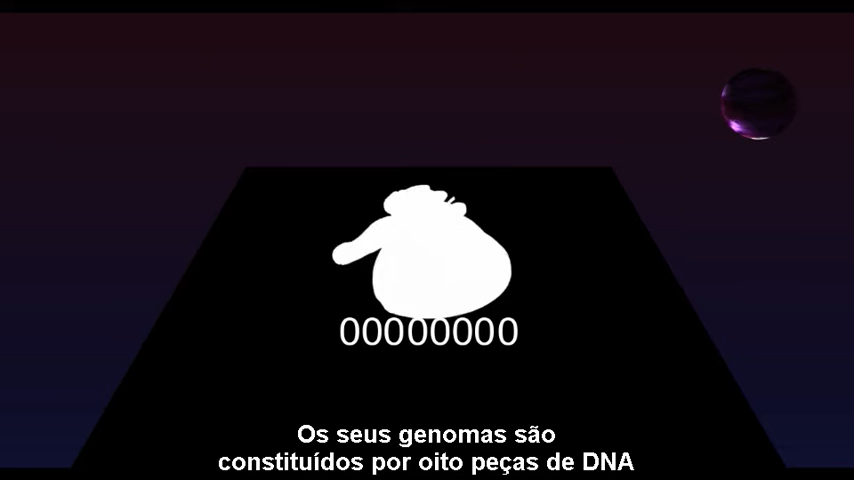 00000000
Os seus genomas são
constituídos por oito peças de DNA